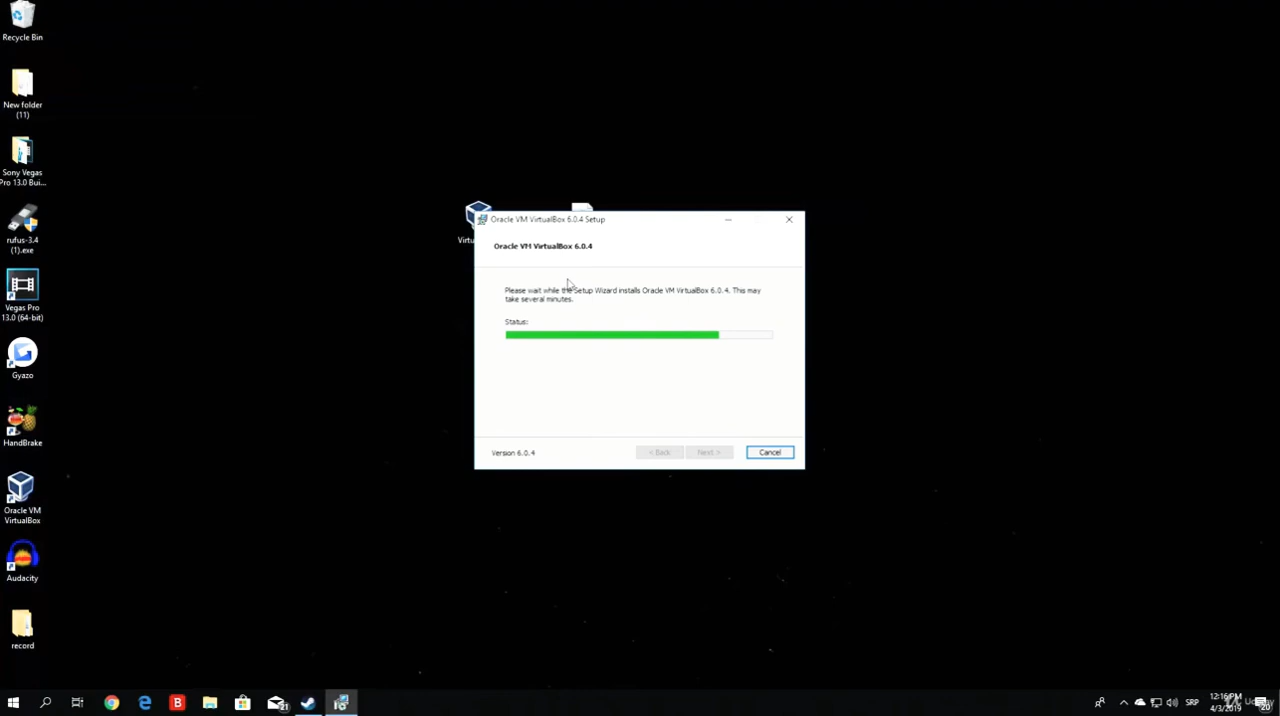 Recycle Bin
New folder
(11)
Sony Vegas
Pro 13.0 Bui...
rufus-3.4
(1).exe
Vegas Pro
13.0 (64-bit)
Gyazo
HandBrake
Oracle VM
VirtualBox
Audacity
record
Oracle VM VirtualBox 6.0.4 Setup
Oracle VM VirtualBox 6.0.4
Please wait while the Setup Wizard installs Oracle VM VirtualBox 6.0.4. This may
take several minutes.
Status:
Version 6.0.4
< Back
Next >
Cancel
B
SRP
12:16 PM
4/3/2019